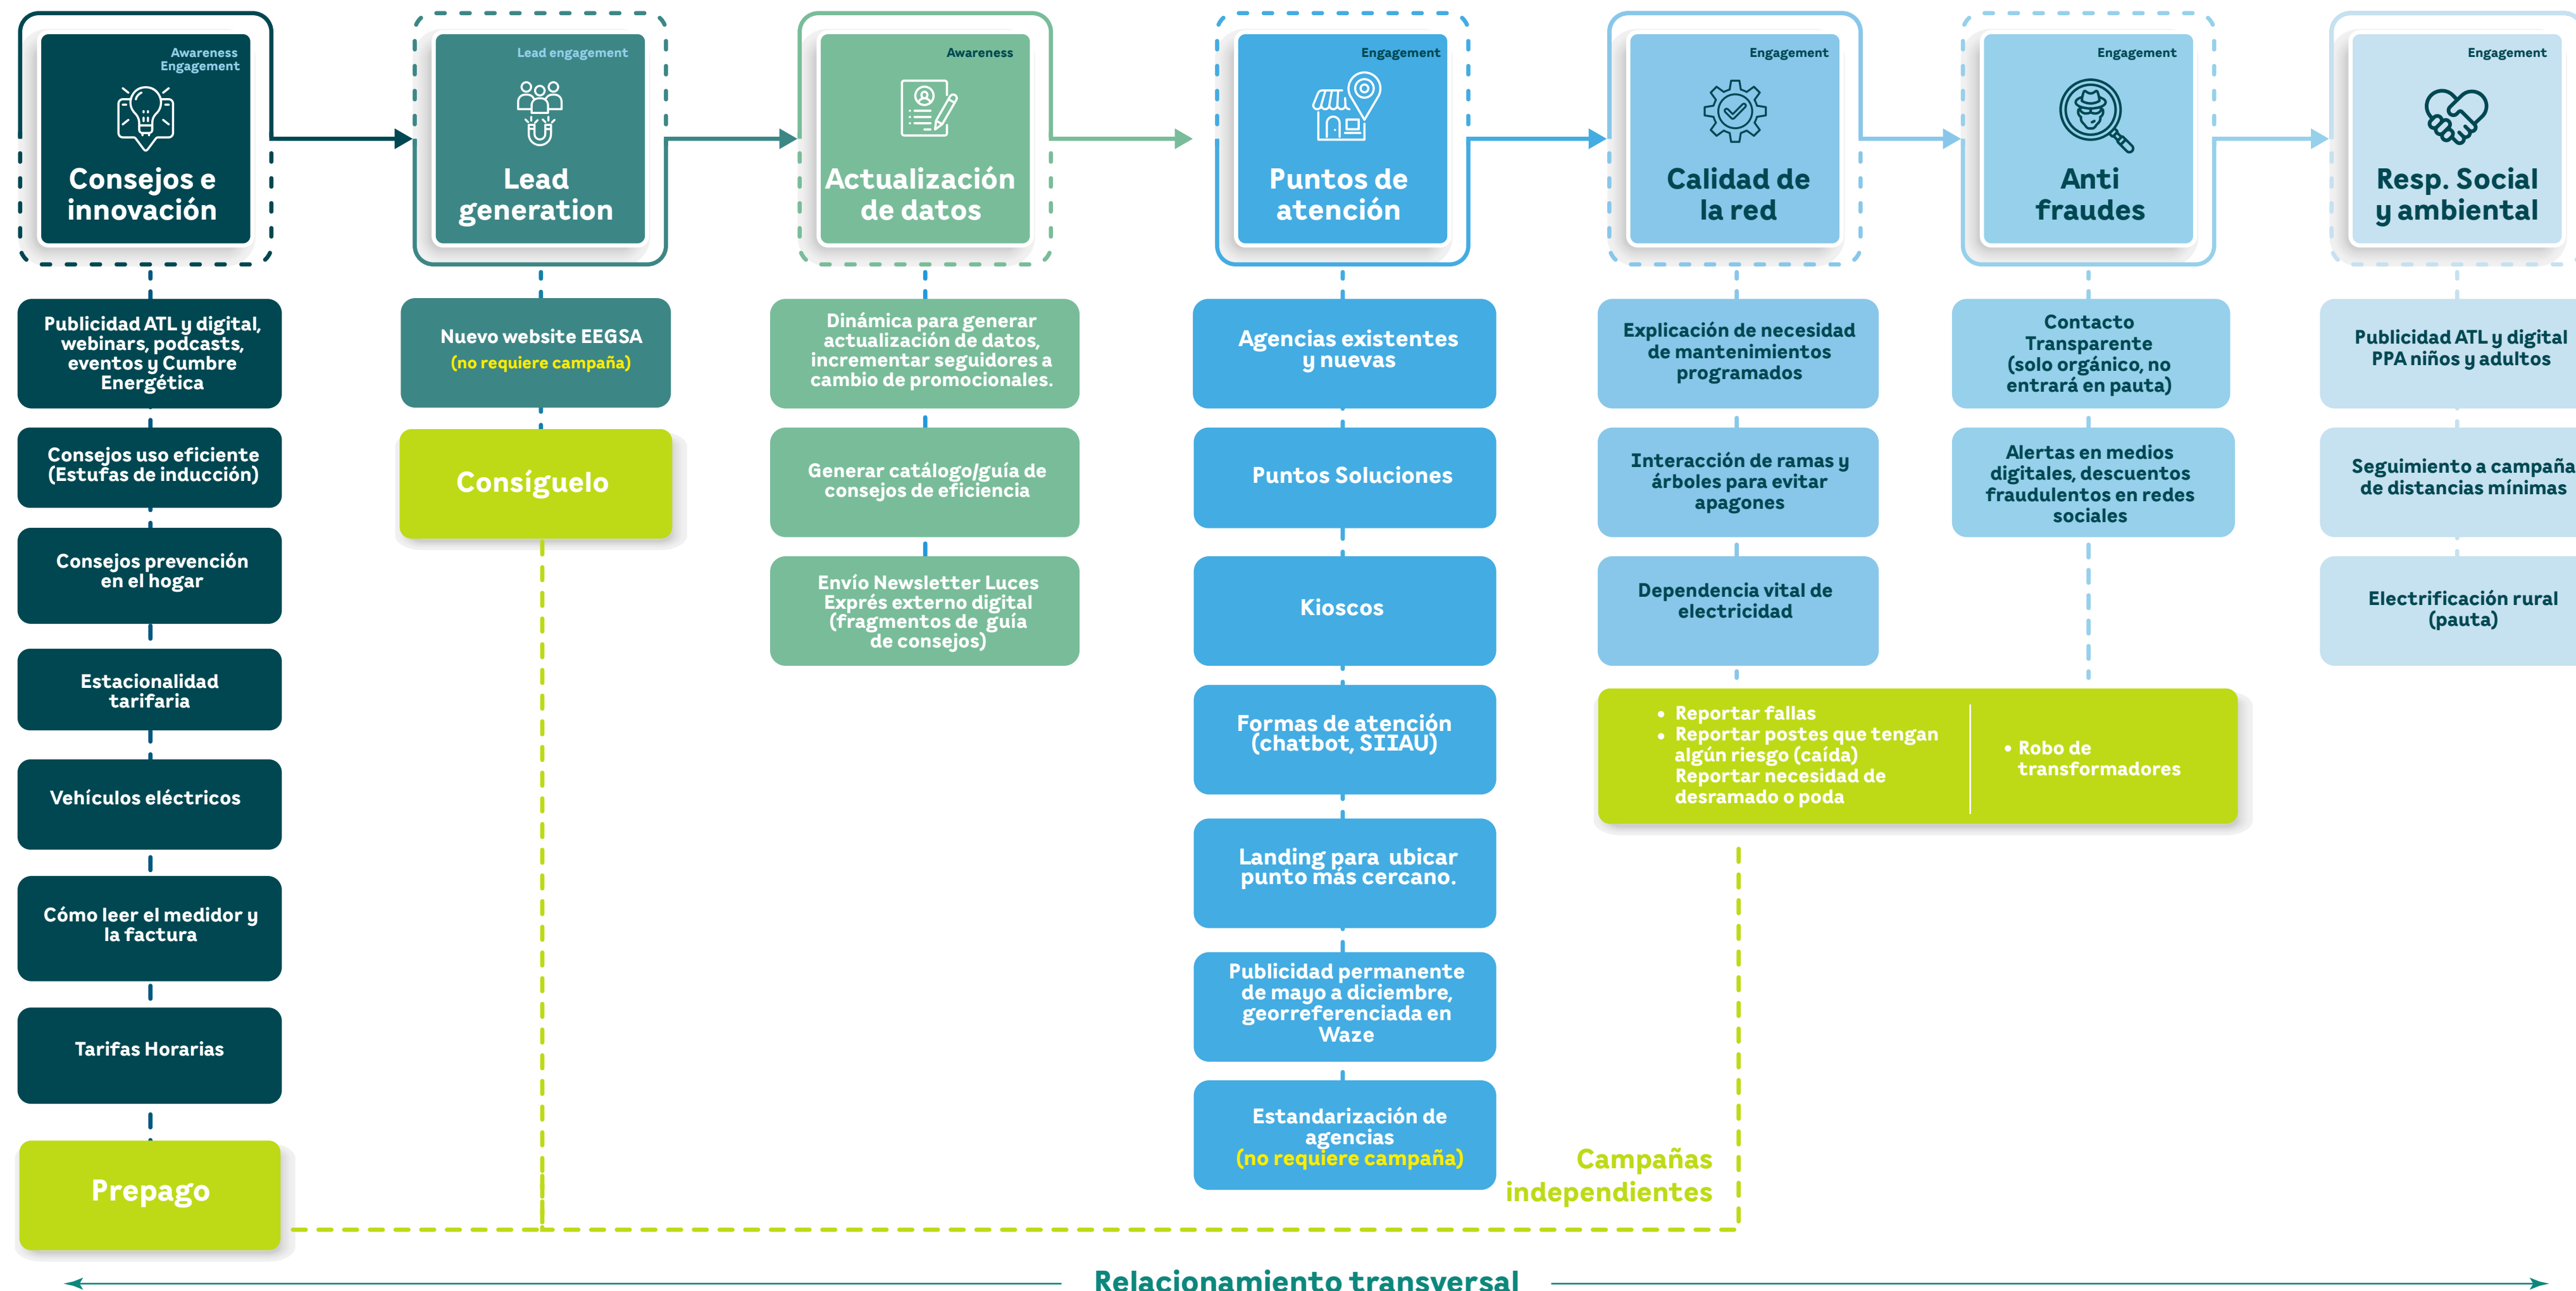 Awareness
Engagement
Consejos e
innovación
Publicidad ATL y digital,
webinars, podcasts,
eventos y Cumbre
Energética
Consejos uso eficiente
(Estufas de inducción)
Consejos prevención
en el hogar
Estacionalidad
tarifaria
Vehículos eléctricos
Cómo leer el medidor y
la factura
Tarifas Horarias
Prepago
Lead engagement
Lead
generation
Nuevo website EEGSA
(no requiere campaña)
Consíguelo
Awareness
Actualización
de datos
Dinámica para generar
actualización de datos,
incrementar seguidores a
cambio de promocionales.
Generar catálogo/guía de
consejos de eficiencia
Envío Newsletter Luces
Exprés externo digital
(fragmentos de guía
de consejos)
Engagement
Puntos de
atención
Agencias existentes
y nuevas
Puntos Soluciones
Kioscos
Formas de atención
(chatbot, SIIAU)
Landing para ubicar
punto más cercano.
Publicidad permanente
de mayo a diciembre,
georreferenciada en
Waze
Estandarización de
agencias
(no requiere campaña)
Engagement
Calidad de
la red
Explicación de necesidad
de mantenimientos
programados
Interacción de ramas y
árboles para evitar
apagones
Dependencia vital de
electricidad
• Reportar fallas
• Reportar postes que tengan
algún riesgo (caída)
Reportar necesidad de
desramado o poda
Engagement
Anti
fraudes
Contacto
Transparente
(solo orgánico, no
entrará en pauta)
Alertas en medios
digitales, descuentos
fraudulentos en redes
sociales
• Robo de
transformadores
Engagement
Resp. Social
y ambiental
Publicidad ATL y digital
PPA niños y adultos
Seguimiento a campaña
de distancias mínimas
Electrificación rural
(pauta)
Campañas
independientes
Relacionamiento transversal